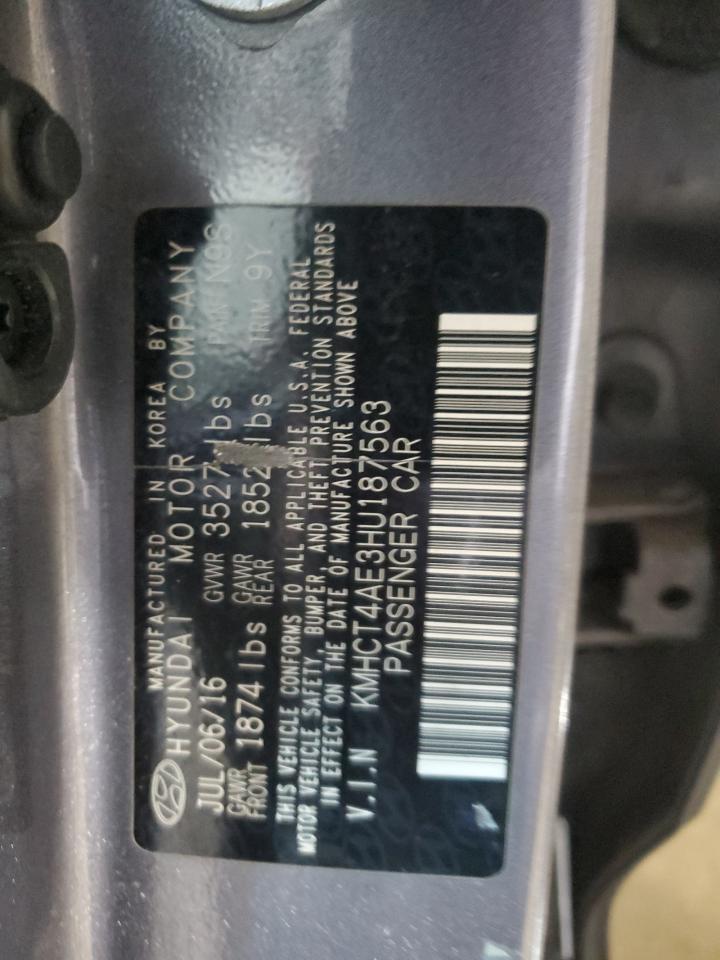 MANUFACTURED IN KOREA BY
HYUNDAI MOTOR COMPANY
JUL/06/16 GVWR 3527 lbs N9S
GAWR FRONT 1874 lbs GAWR REAR 1852 lbs TRIM 9Y
THIS VEHICLE CONFORMS TO ALL APPLICABLE U.S.A. FEDERAL
MOTOR VEHICLE SAFETY, BUMPER, AND THEFT PREVENTION STANDARDS
IN EFFECT ON THE DATE OF MANUFACTURE SHOWN ABOVE
V.I.N KMHCT4AE3HU187563
PASSENGER CAR